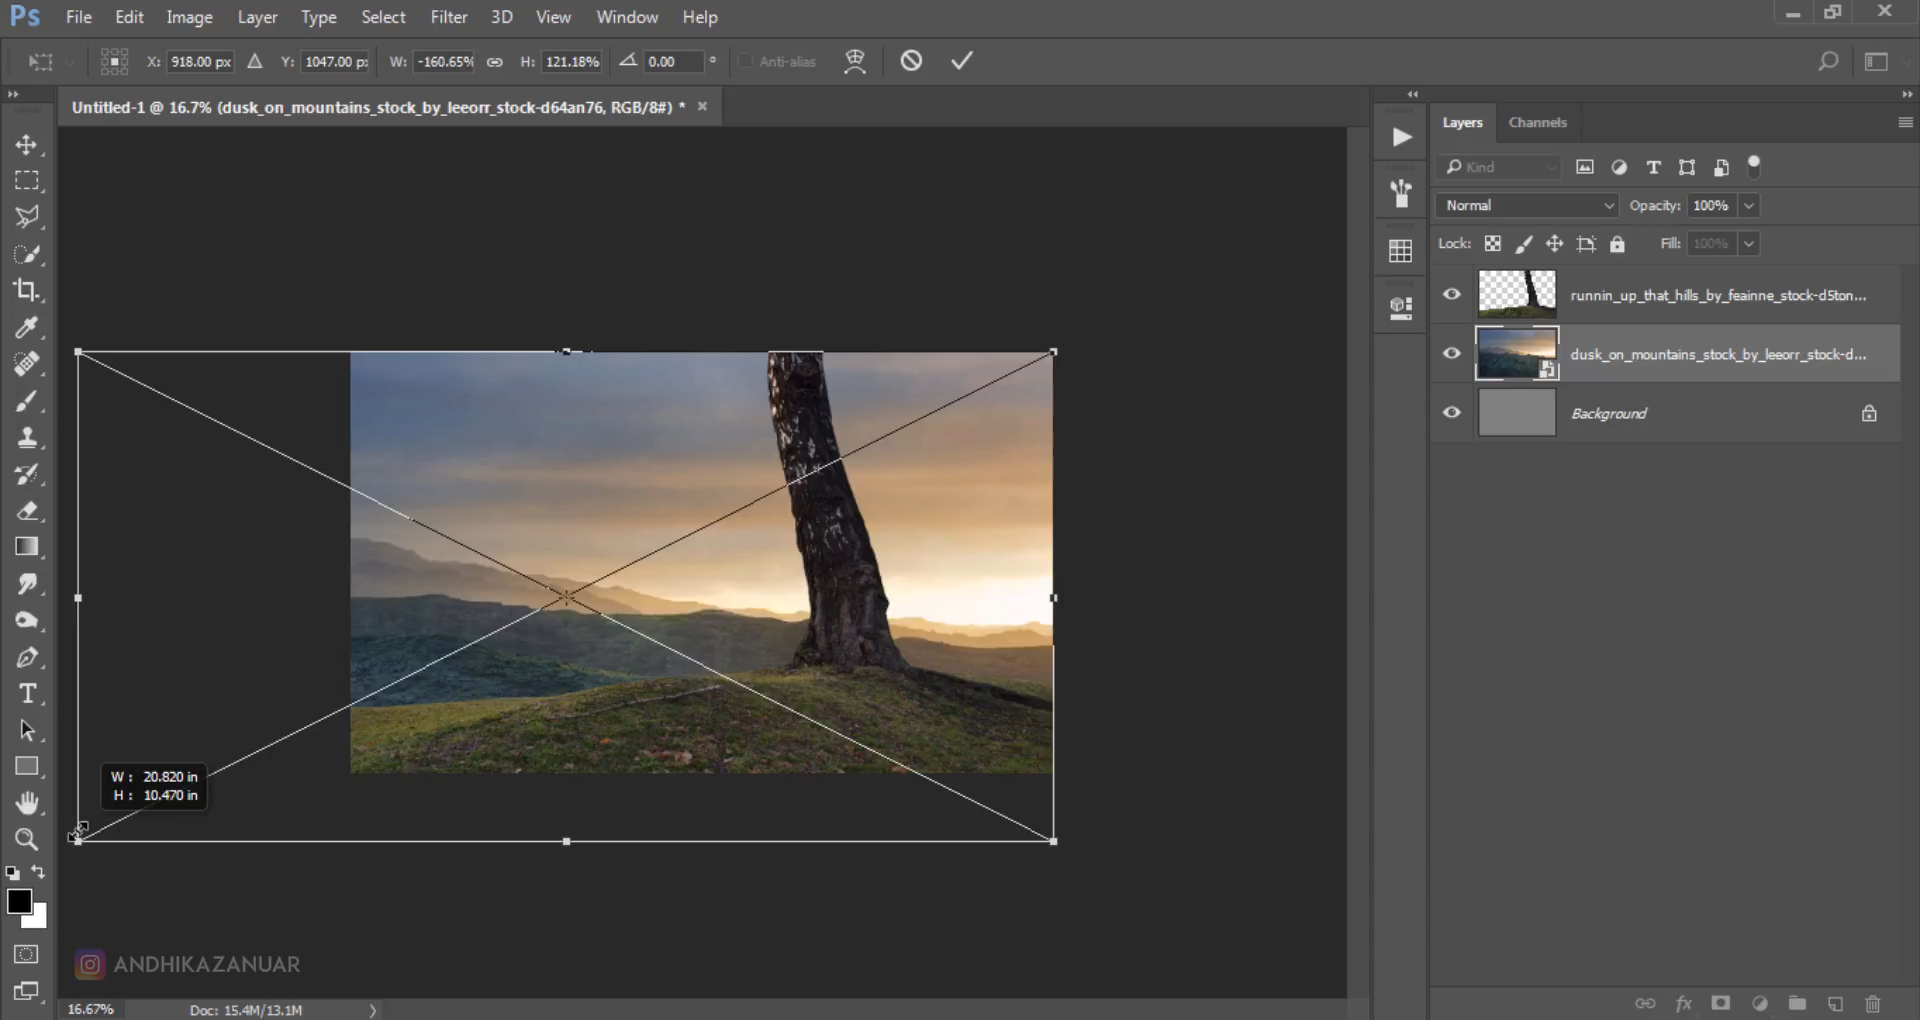 Ps File Edit Image Layer Type Select Filter 3D View Window Help
X: 918.00 px Y: 1047.00 px W: -160.65% H: 121.18% 0.00 ° Anti-alias
Untitled-1 @ 16.7% (dusk_on_mountains_stock_by_leeorr_stock-d64an76, RGB/8#) * ×
Layers Channels
Kind
Normal Opacity: 100%
Lock: Fill: 100%
runnin_up_that_hills_by_feainne_stock-d5ton...
dusk_on_mountains_stock_by_leeorr_stock-d...
Background
W : 20.820 in
H : 10.470 in
ANDHIKAZANUAR
16.67% Doc: 15.4M/13.1M